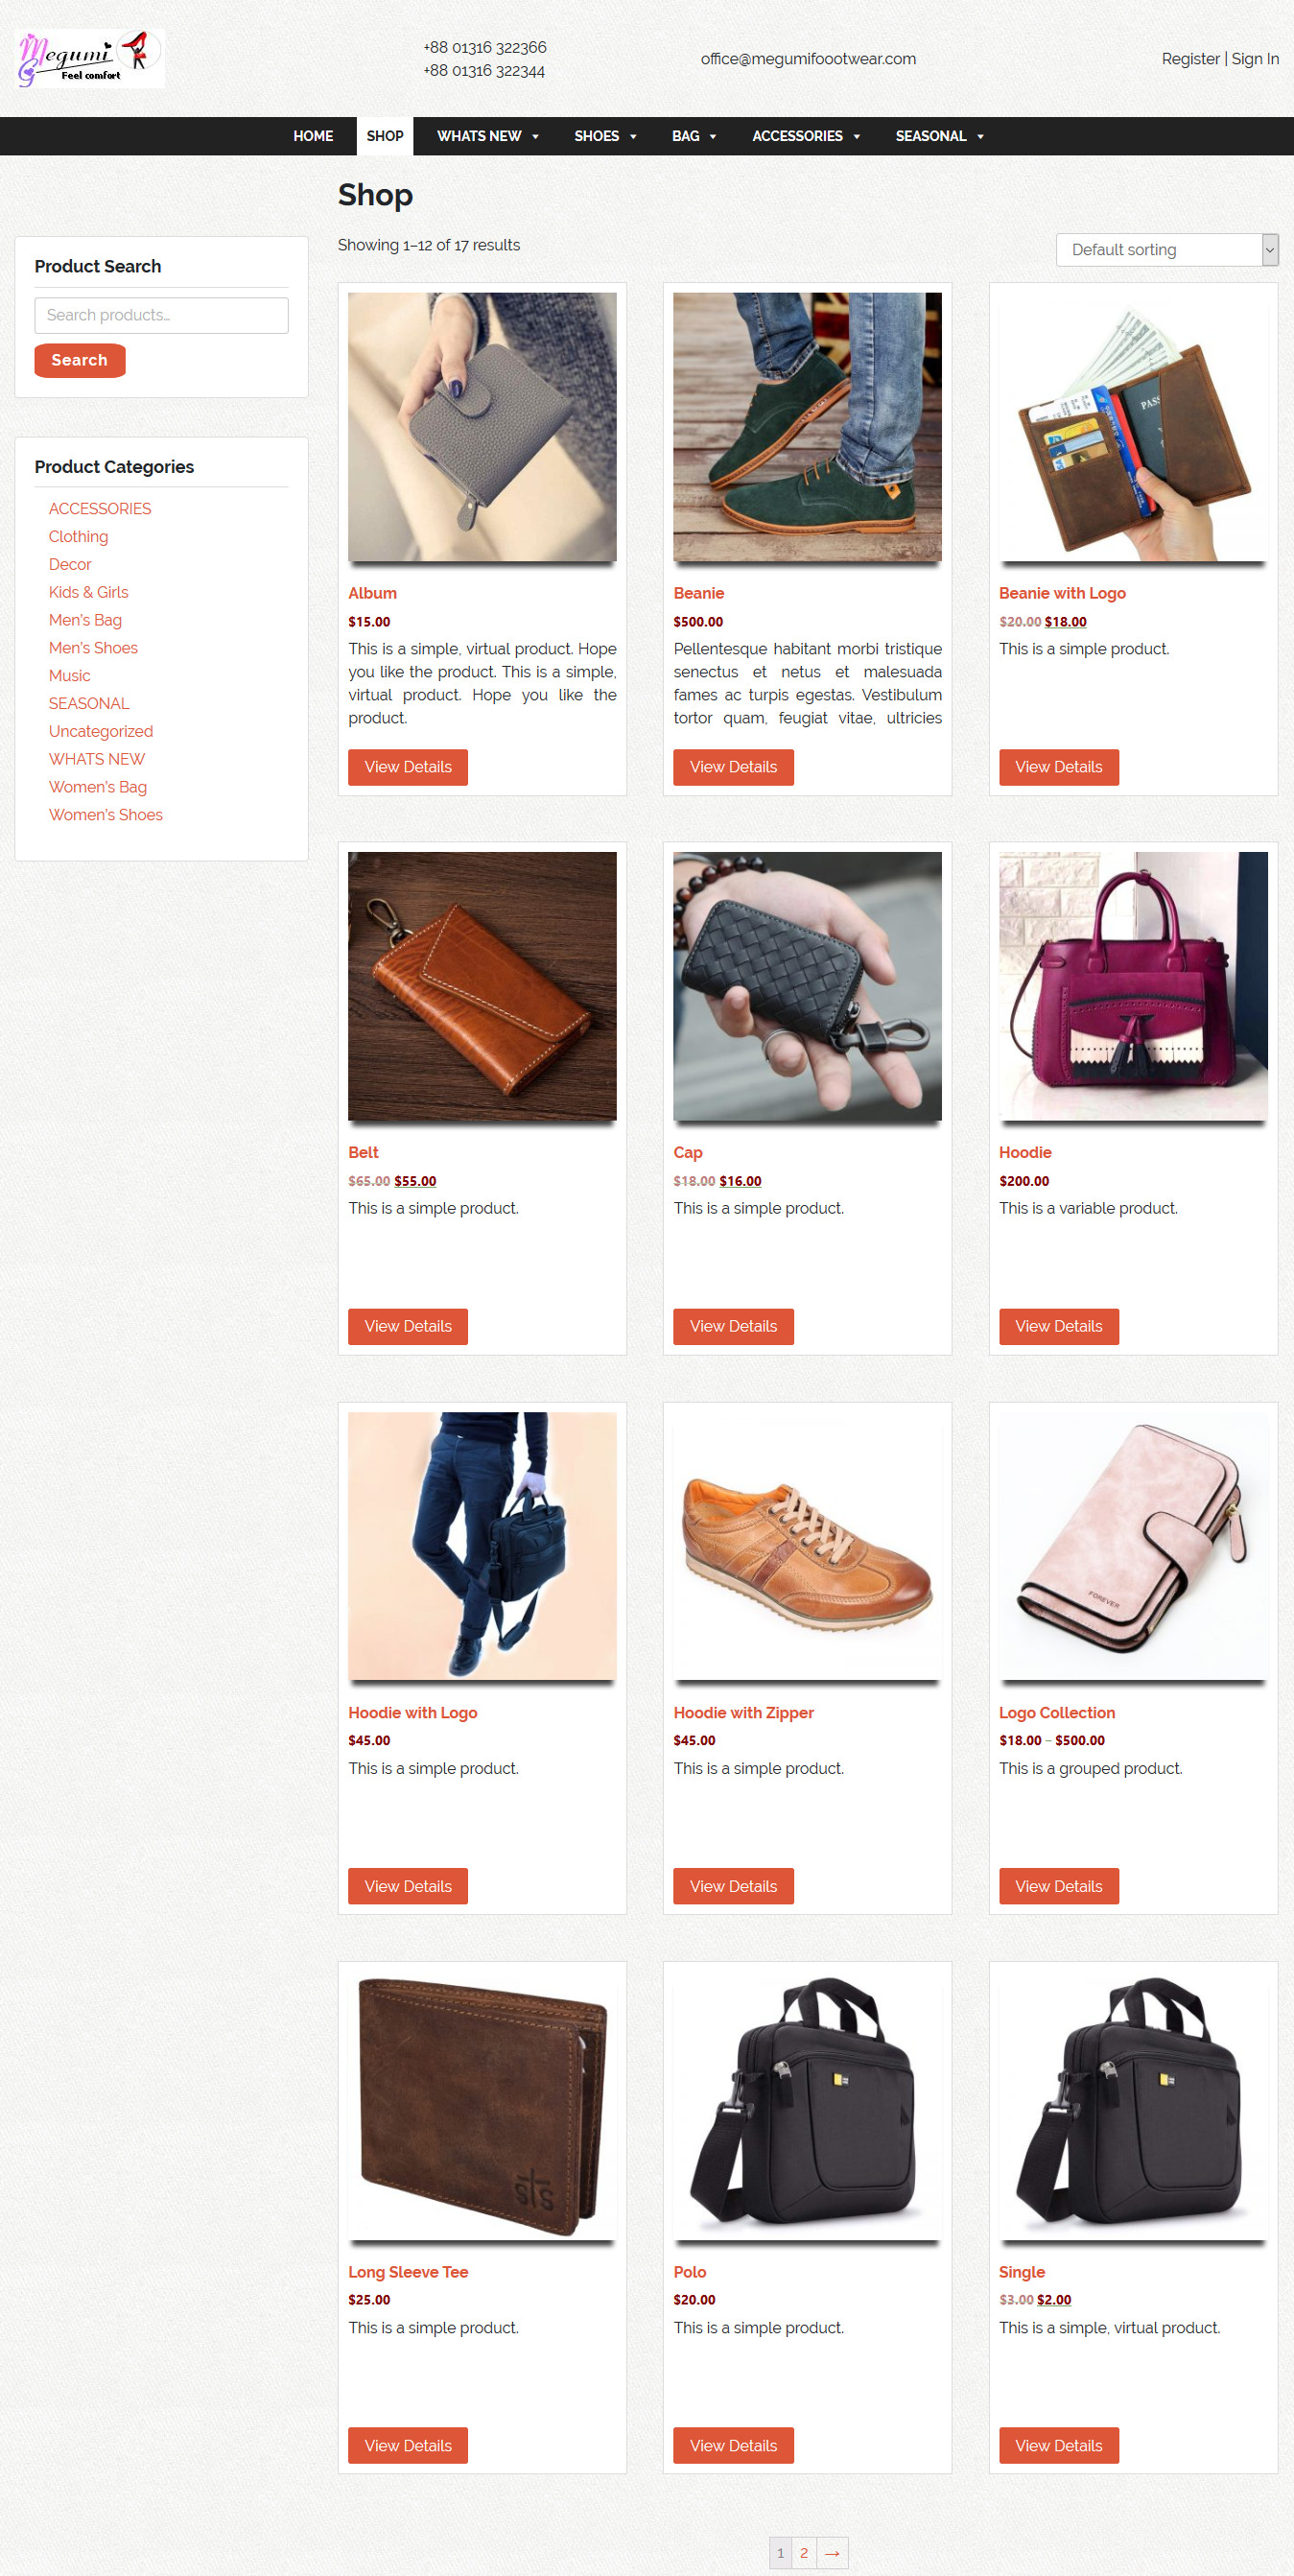 Megumi
Feel comfort
+88 01316 322366
+88 01316 322344
office@megumifoootwear.com
Register | Sign In
HOME SHOP WHATS NEW SHOES BAG ACCESSORIES SEASONAL
Shop
Showing 1–12 of 17 results
Default sorting
Product Search
Search products…
Search
Product Categories
ACCESSORIES
Clothing
Decor
Kids & Girls
Men's Bag
Men's Shoes
Music
SEASONAL
Uncategorized
WHATS NEW
Women's Bag
Women's Shoes
Album
$15.00
This is a simple, virtual product. Hope
you like the product. This is a simple,
virtual product. Hope you like the
product.
View Details
Beanie
$500.00
Pellentesque habitant morbi tristique
senectus et netus et malesuada
fames ac turpis egestas. Vestibulum
tortor quam, feugiat vitae, ultricies
View Details
PASS
Beanie with Logo
$20.00 $18.00
This is a simple product.
View Details
Belt
$65.00 $55.00
This is a simple product.
View Details
Cap
$18.00 $16.00
This is a simple product.
View Details
Hoodie
$200.00
This is a variable product.
View Details
Hoodie with Logo
$45.00
This is a simple product.
View Details
Hoodie with Zipper
$45.00
This is a simple product.
View Details
FOREVER
Logo Collection
$18.00 – $500.00
This is a grouped product.
View Details
STS
Long Sleeve Tee
$25.00
This is a simple product.
View Details
Polo
$20.00
This is a simple product.
View Details
Single
$3.00 $2.00
This is a simple, virtual product.
View Details
1 2 →